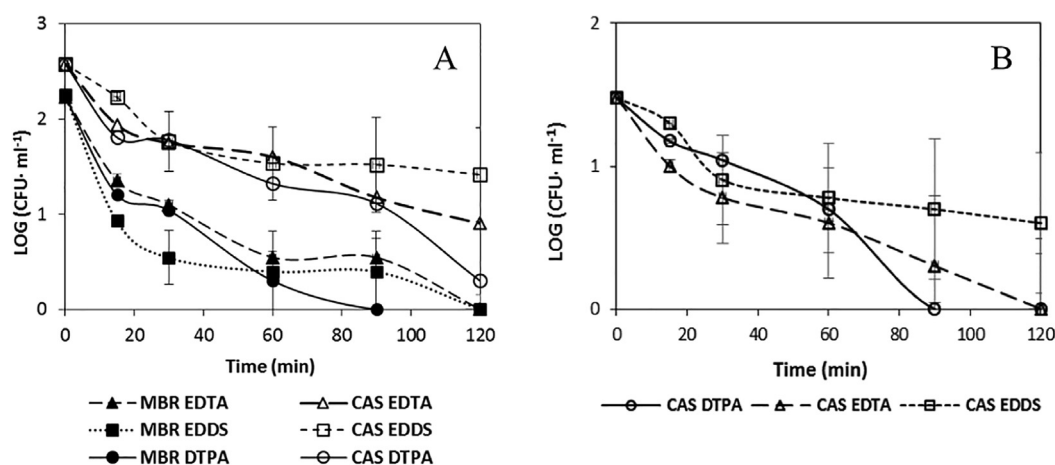 A
3
2
1
0
LOG (CFU· ml⁻¹)
0 20 40 60 80 100 120
Time (min)
MBR EDTA CAS EDTA
MBR EDDS CAS EDDS
MBR DTPA CAS DTPA
B
2
1
0
LOG (CFU· ml⁻¹)
0 20 40 60 80 100 120
Time (min)
CAS DTPA CAS EDTA CAS EDDS